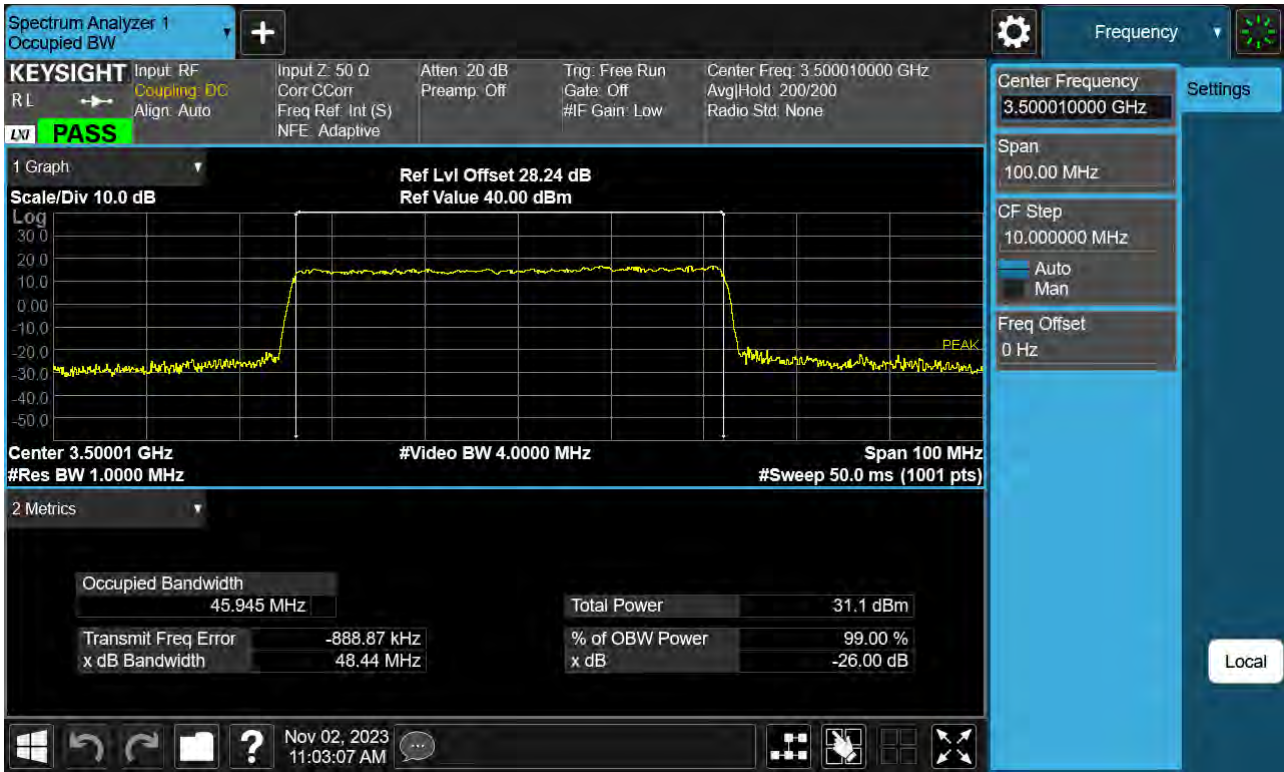 Spectrum Analyzer 1
Occupied BW
Frequency
KEYSIGHT
RL
LXI
PASS
Input: RF
Coupling: DC
Align: Auto
Input Z: 50 Ω
Corr CCorr
Freq Ref: Int (S)
NFE: Adaptive
Atten: 20 dB
Preamp: Off
Trig: Free Run
Gate: Off
#IF Gain: Low
Center Freq: 3.500010000 GHz
Avg|Hold: 200/200
Radio Std: None
Center Frequency
3.500010000 GHz
Settings
Span
100.00 MHz
CF Step
10.000000 MHz
Auto
Man
Freq Offset
0 Hz
Local
1 Graph
Ref Lvl Offset 28.24 dB
Scale/Div 10.0 dB
Ref Value 40.00 dBm
Log
30.0
20.0
10.0
0.00
-10.0
-20.0
-30.0
-40.0
-50.0
PEAK
Center 3.50001 GHz
#Video BW 4.0000 MHz
Span 100 MHz
#Res BW 1.0000 MHz
#Sweep 50.0 ms (1001 pts)
2 Metrics
Occupied Bandwidth
45.945 MHz
Total Power 31.1 dBm
Transmit Freq Error -888.87 kHz
% of OBW Power 99.00 %
x dB Bandwidth 48.44 MHz
x dB -26.00 dB
Nov 02, 2023
11:03:07 AM